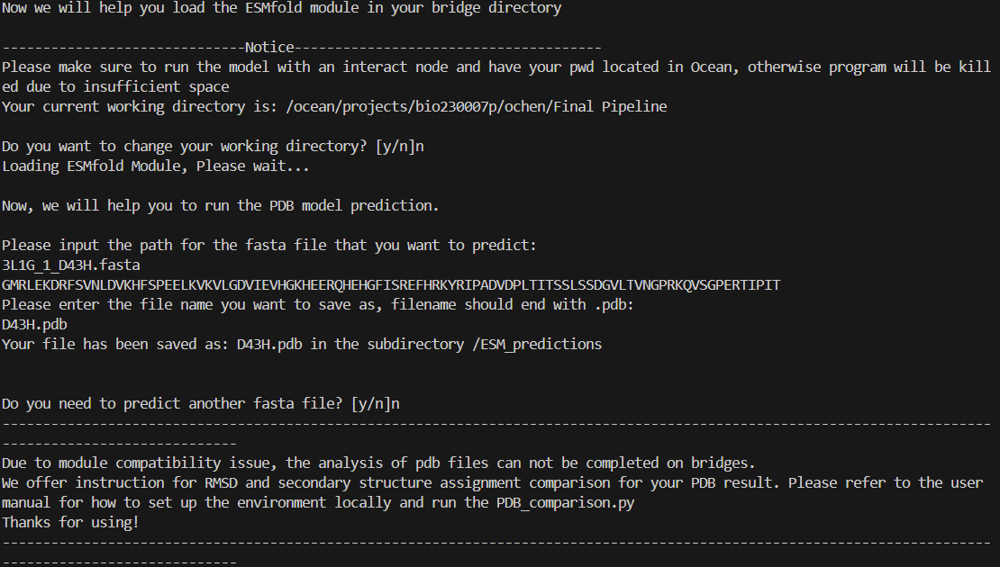 Now we will help you load the ESMfold module in your bridge directory
-----------------------------Notice-------------------------------------
Please make sure to run the model with an interact node and have your pwd located in Ocean, otherwise program will be kill
ed due to insufficient space
Your current working directory is: /ocean/projects/bio230007p/ochen/Final Pipeline
Do you want to change your working directory? [y/n]n
Loading ESMfold Module, Please wait...
Now, we will help you to run the PDB model prediction.
Please input the path for the fasta file that you want to predict:
3L1G_1_D43H.fasta
GMRLEKDRFSVNLDVKHFSPEELKVKVLGDVIEVHGKHEERQHEHGFISREFHRKYRIPADVDPLTITSSLSSDGVLTVNGPRKQVSGPERTIPIT
Please enter the file name you want to save as, filename should end with .pdb:
D43H.pdb
Your file has been saved as: D43H.pdb in the subdirectory /ESM_predictions
Do you need to predict another fasta file? [y/n]n
-------------------------------------------------------------------------------------------------------------------------
-----------------------------
Due to module compatibility issue, the analysis of pdb files can not be completed on bridges.
We offer instruction for RMSD and secondary structure assignment comparison for your PDB result. Please refer to the user
manual for how to set up the environment locally and run the PDB_comparison.py
Thanks for using!
-------------------------------------------------------------------------------------------------------------------------
-----------------------------